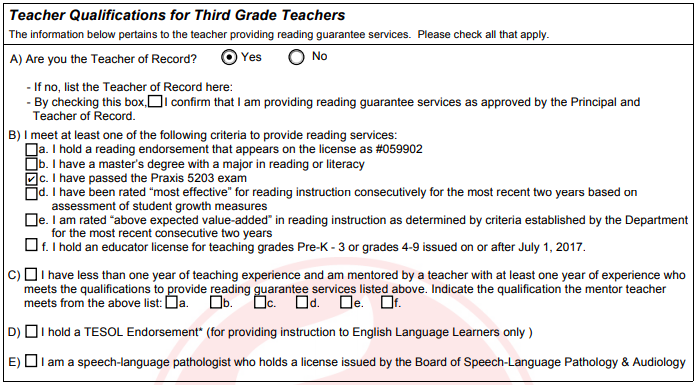 Teacher Qualifications for Third Grade Teachers
The information below pertains to the teacher providing reading guarantee services. Please check all that apply.
A) Are you the Teacher of Record? Yes No
- If no, list the Teacher of Record here:
- By checking this box, I confirm that I am providing reading guarantee services as approved by the Principal and
Teacher of Record.
B) I meet at least one of the following criteria to provide reading services:
a. I hold a reading endorsement that appears on the license as #059902
b. I have a master's degree with a major in reading or literacy
c. I have passed the Praxis 5203 exam
d. I have been rated “most effective” for reading instruction consecutively for the most recent two years based on
assessment of student growth measures
e. I am rated “above expected value-added” in reading instruction as determined by criteria established by the Department
for the most recent consecutive two years
f. I hold an educator license for teaching grades Pre-K - 3 or grades 4-9 issued on or after July 1, 2017.
C) I have less than one year of teaching experience and am mentored by a teacher with at least one year of experience who
meets the qualifications to provide reading guarantee services listed above. Indicate the qualification the mentor teacher
meets from the above list: a. b. c. d. e. f.
D) I hold a TESOL Endorsement* (for providing instruction to English Language Learners only )
E) I am a speech-language pathologist who holds a license issued by the Board of Speech-Language Pathology & Audiology